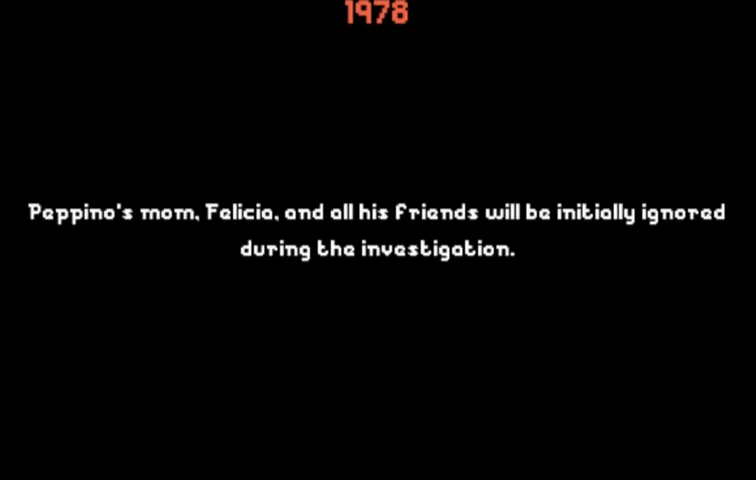 1978
Peppino's mom, Felicia, and all his friends will be initially ignored
during the investigation.